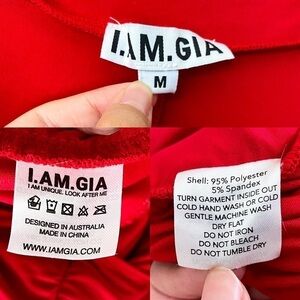 I.AM.GIA
M
I.AM.GIA
I AM UNIQUE. LOOK AFTER ME
DESIGNED IN AUSTRALIA
MADE IN CHINA
WWW.IAMGIA.COM
Shell: 95% Polyester
5% Spandex
TURN GARMENT INSIDE OUT
COLD HAND WASH OR COLD
GENTLE MACHINE WASH
DRY FLAT
DO NOT IRON
DO NOT BLEACH
DO NOT TUMBLE DRY